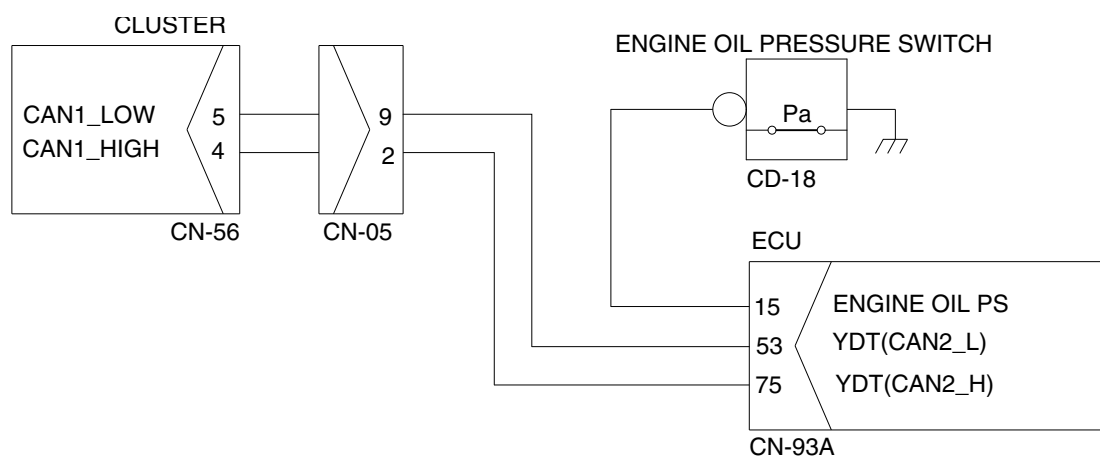 CLUSTER
CAN1_LOW 5 9
CAN1_HIGH 4 2
CN-56 CN-05
ENGINE OIL PRESSURE SWITCH
Pa
CD-18
ECU
15 ENGINE OIL PS
53 YDT(CAN2_L)
75 YDT(CAN2_H)
CN-93A